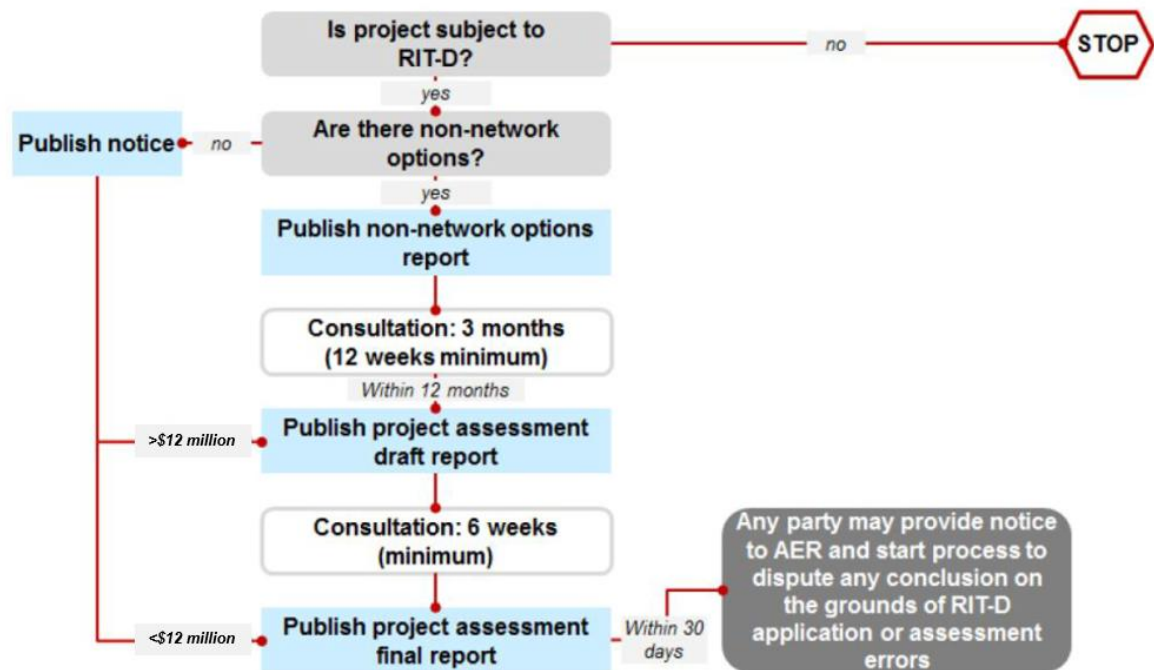 Is project subject to
RIT-D?
no
STOP
yes
Publish notice
no
Are there non-network
options?
yes
Publish non-network options
report
Consultation: 3 months
(12 weeks minimum)
Within 12 months
>$12 million
Publish project assessment
draft report
Consultation: 6 weeks
(minimum)
<$12 million
Publish project assessment
final report
Within 30
days
Any party may provide notice
to AER and start process to
dispute any conclusion on
the grounds of RIT-D
application or assessment
errors